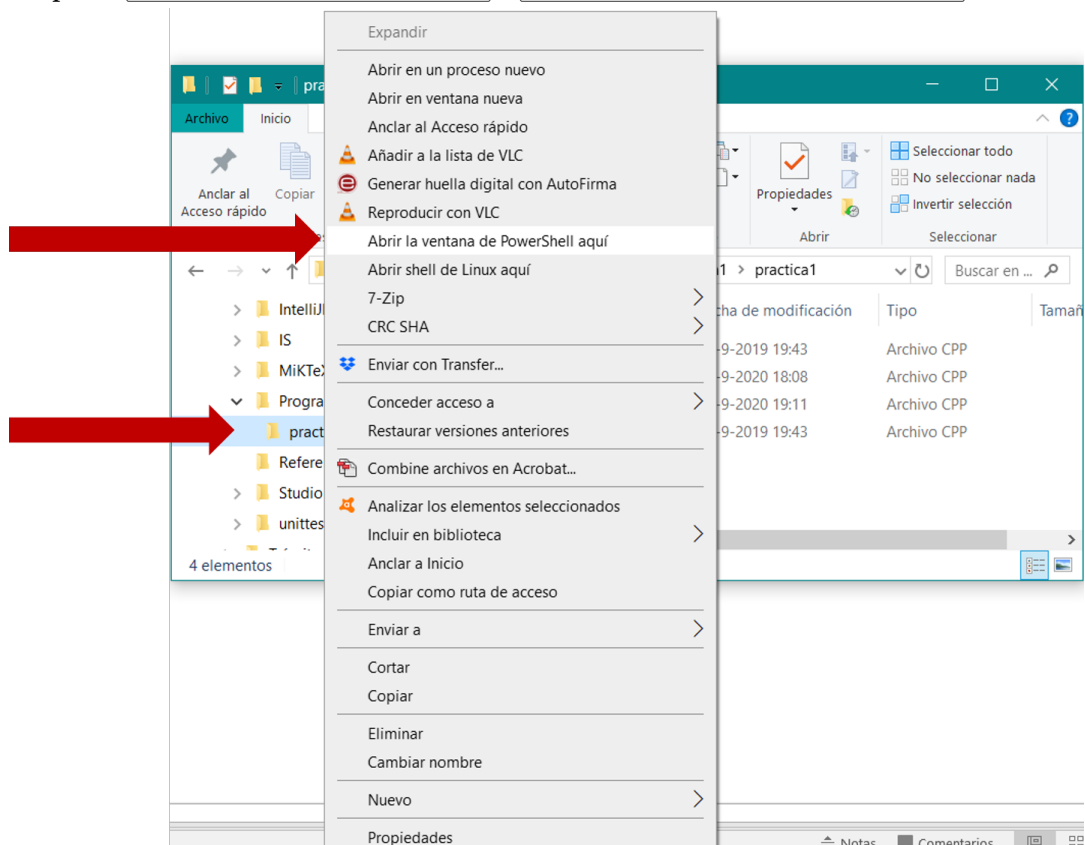 Expandir
Abrir en un proceso nuevo
Abrir en ventana nueva
Anclar al Acceso rápido
Añadir a la lista de VLC
Generar huella digital con AutoFirma
Reproducir con VLC
Abrir la ventana de PowerShell aquí
Abrir shell de Linux aquí
7-Zip
CRC SHA
Enviar con Transfer...
Conceder acceso a
Restaurar versiones anteriores
Combine archivos en Acrobat...
Analizar los elementos seleccionados
Incluir en biblioteca
Anclar a Inicio
Copiar como ruta de acceso
Enviar a
Cortar
Copiar
Eliminar
Cambiar nombre
Nuevo
Propiedades
pra
Archivo Inicio
Anclar al
Acceso rápido
Copiar
Propiedades
Abrir
Seleccionar todo
No seleccionar nada
Invertir selección
Seleccionar
a1 > practica1
Buscar en ...
IntelliJI
IS
MiKTeX
Progra
pract
Refere
Studio
unittes
4 elementos
cha de modificación Tipo Tamañ
-9-2019 19:43 Archivo CPP
-9-2020 18:08 Archivo CPP
-9-2020 19:11 Archivo CPP
-9-2019 19:43 Archivo CPP
Notas Comentarios